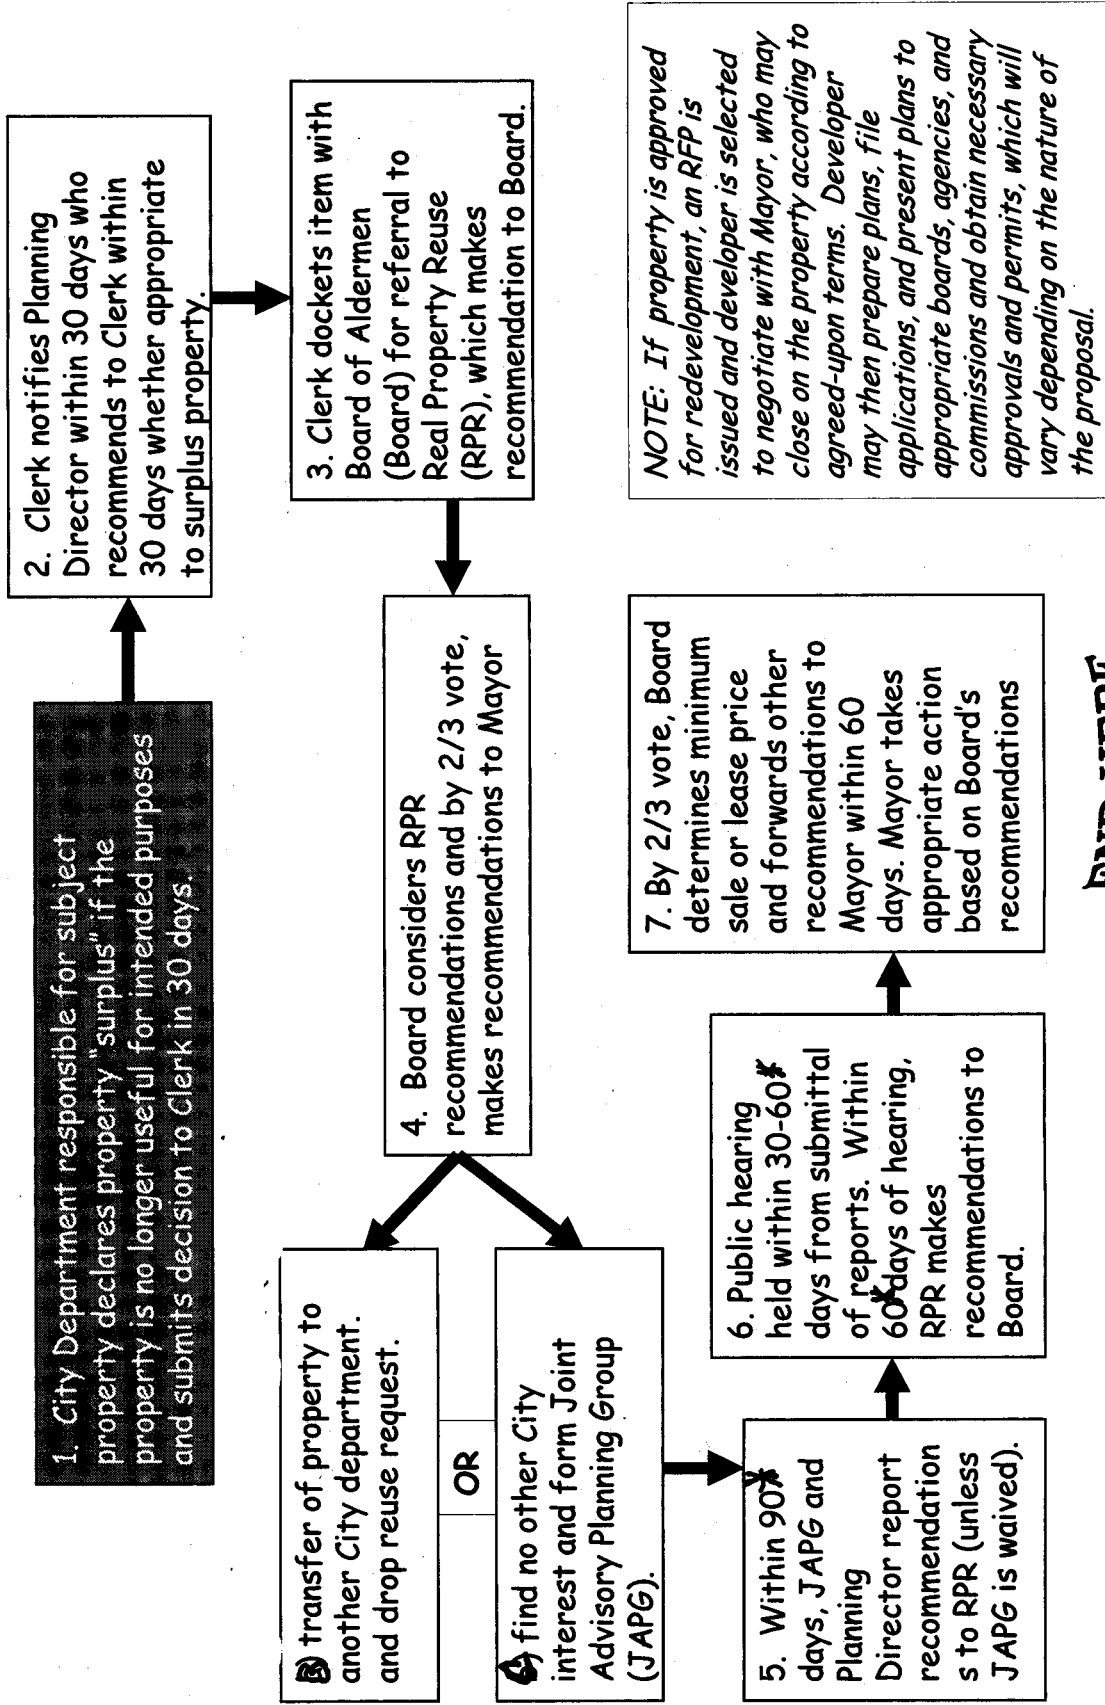 1. City Department responsible for subject
property declares property "surplus" if the
property is no longer useful for intended purposes
and submits decision to Clerk in 30 days.
2. Clerk notifies Planning
Director within 30 days who
recommends to Clerk within
30 days whether appropriate
to surplus property.
3. Clerk dockets item with
Board of Aldermen
(Board) for referral to
Real Property Reuse
(RPR), which makes
recommendation to Board.
4. Board considers RPR
recommendations and by 2/3 vote,
makes recommendations to Mayor
transfer of property to
another City department.
and drop reuse request.
OR
find no other City
interest and form Joint
Advisory Planning Group
(JAPG).
5. Within 90*
days, JAPG and
Planning
Director report
recommendation
s to RPR (unless
JAPG is waived).
6. Public hearing
held within 30-60*
days from submittal
of reports. Within
60* days of hearing,
RPR makes
recommendations to
Board.
7. By 2/3 vote, Board
determines minimum
sale or lease price
and forwards other
recommendations to
Mayor within 60
days. Mayor takes
appropriate action
based on Board's
recommendations
NOTE: If property is approved
for redevelopment, an RFP is
issued and developer is selected
to negotiate with Mayor, who may
close on the property according to
agreed-upon terms. Developer
may then prepare plans, file
applications, and present plans to
appropriate boards, agencies, and
commissions and obtain necessary
approvals and permits, which will
vary depending on the nature of
the proposal.